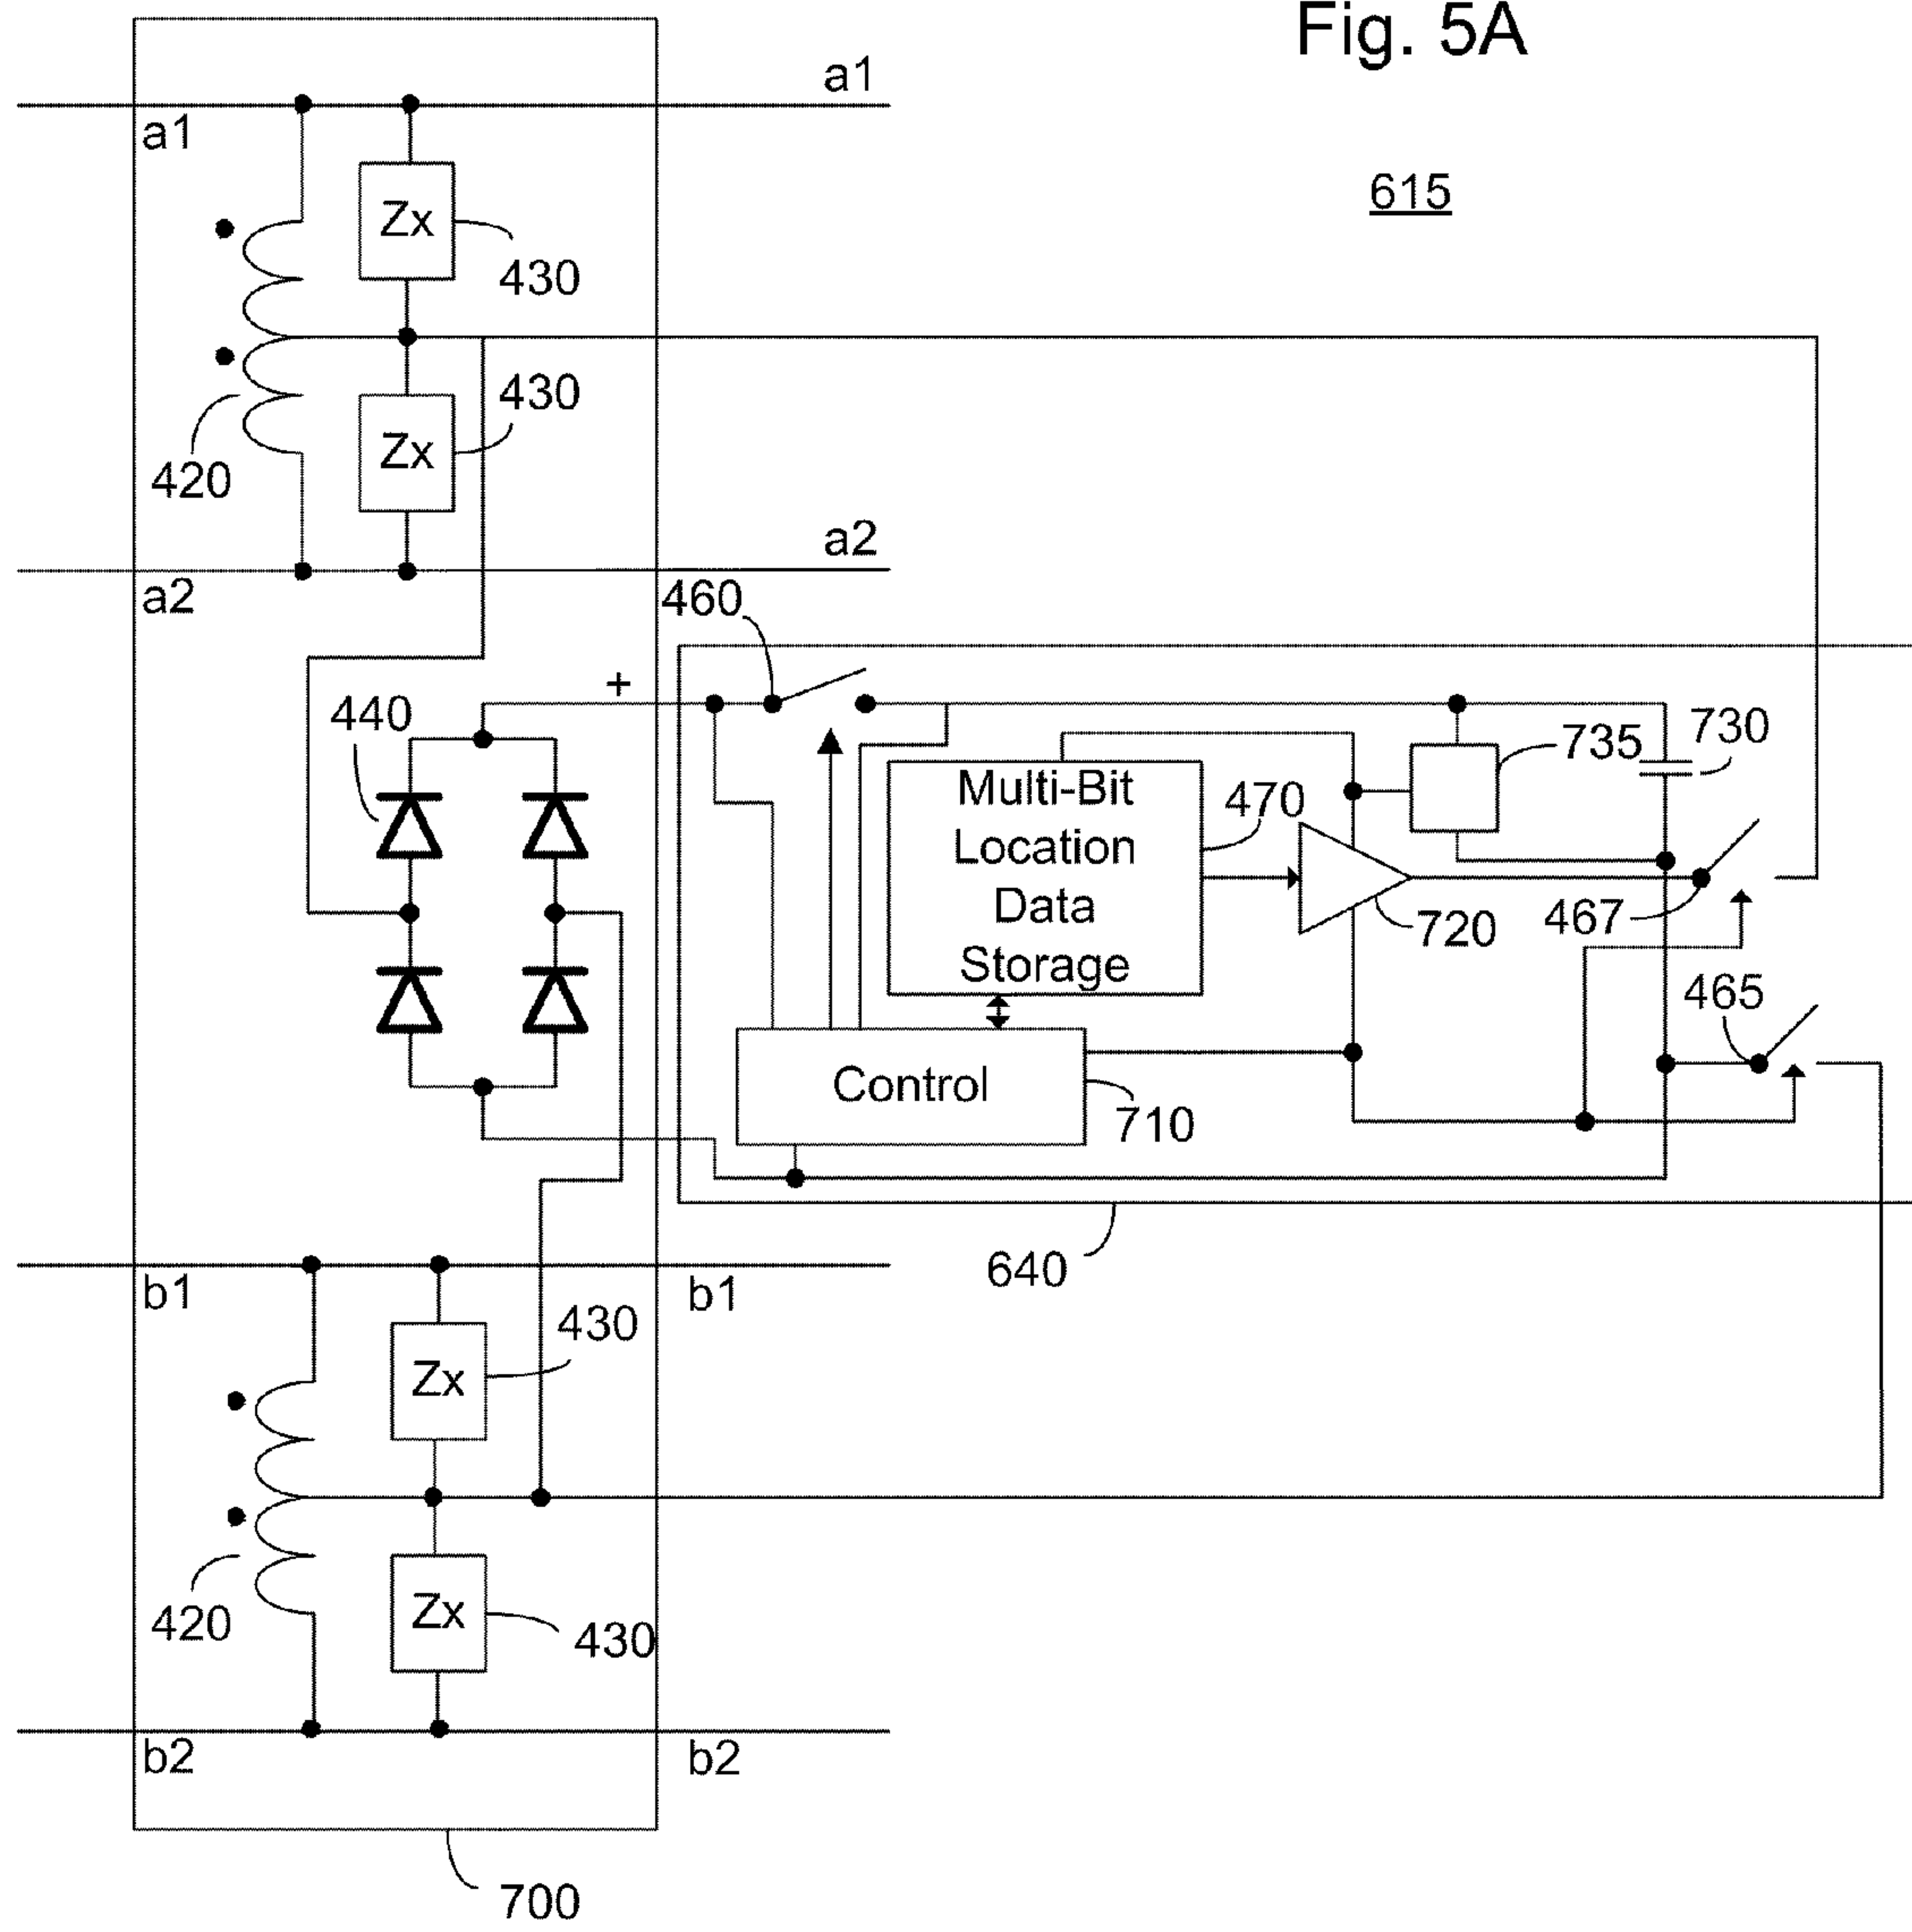 Fig. 5A
a1
a1
615
Zx
430
430
Zx
420
a2
a2
460
+
440
735
730
Multi-Bit
Location
Data
Storage
470
467
720
465
Control
710
640
b1
b1
430
Zx
Zx
420
430
b2
b2
700